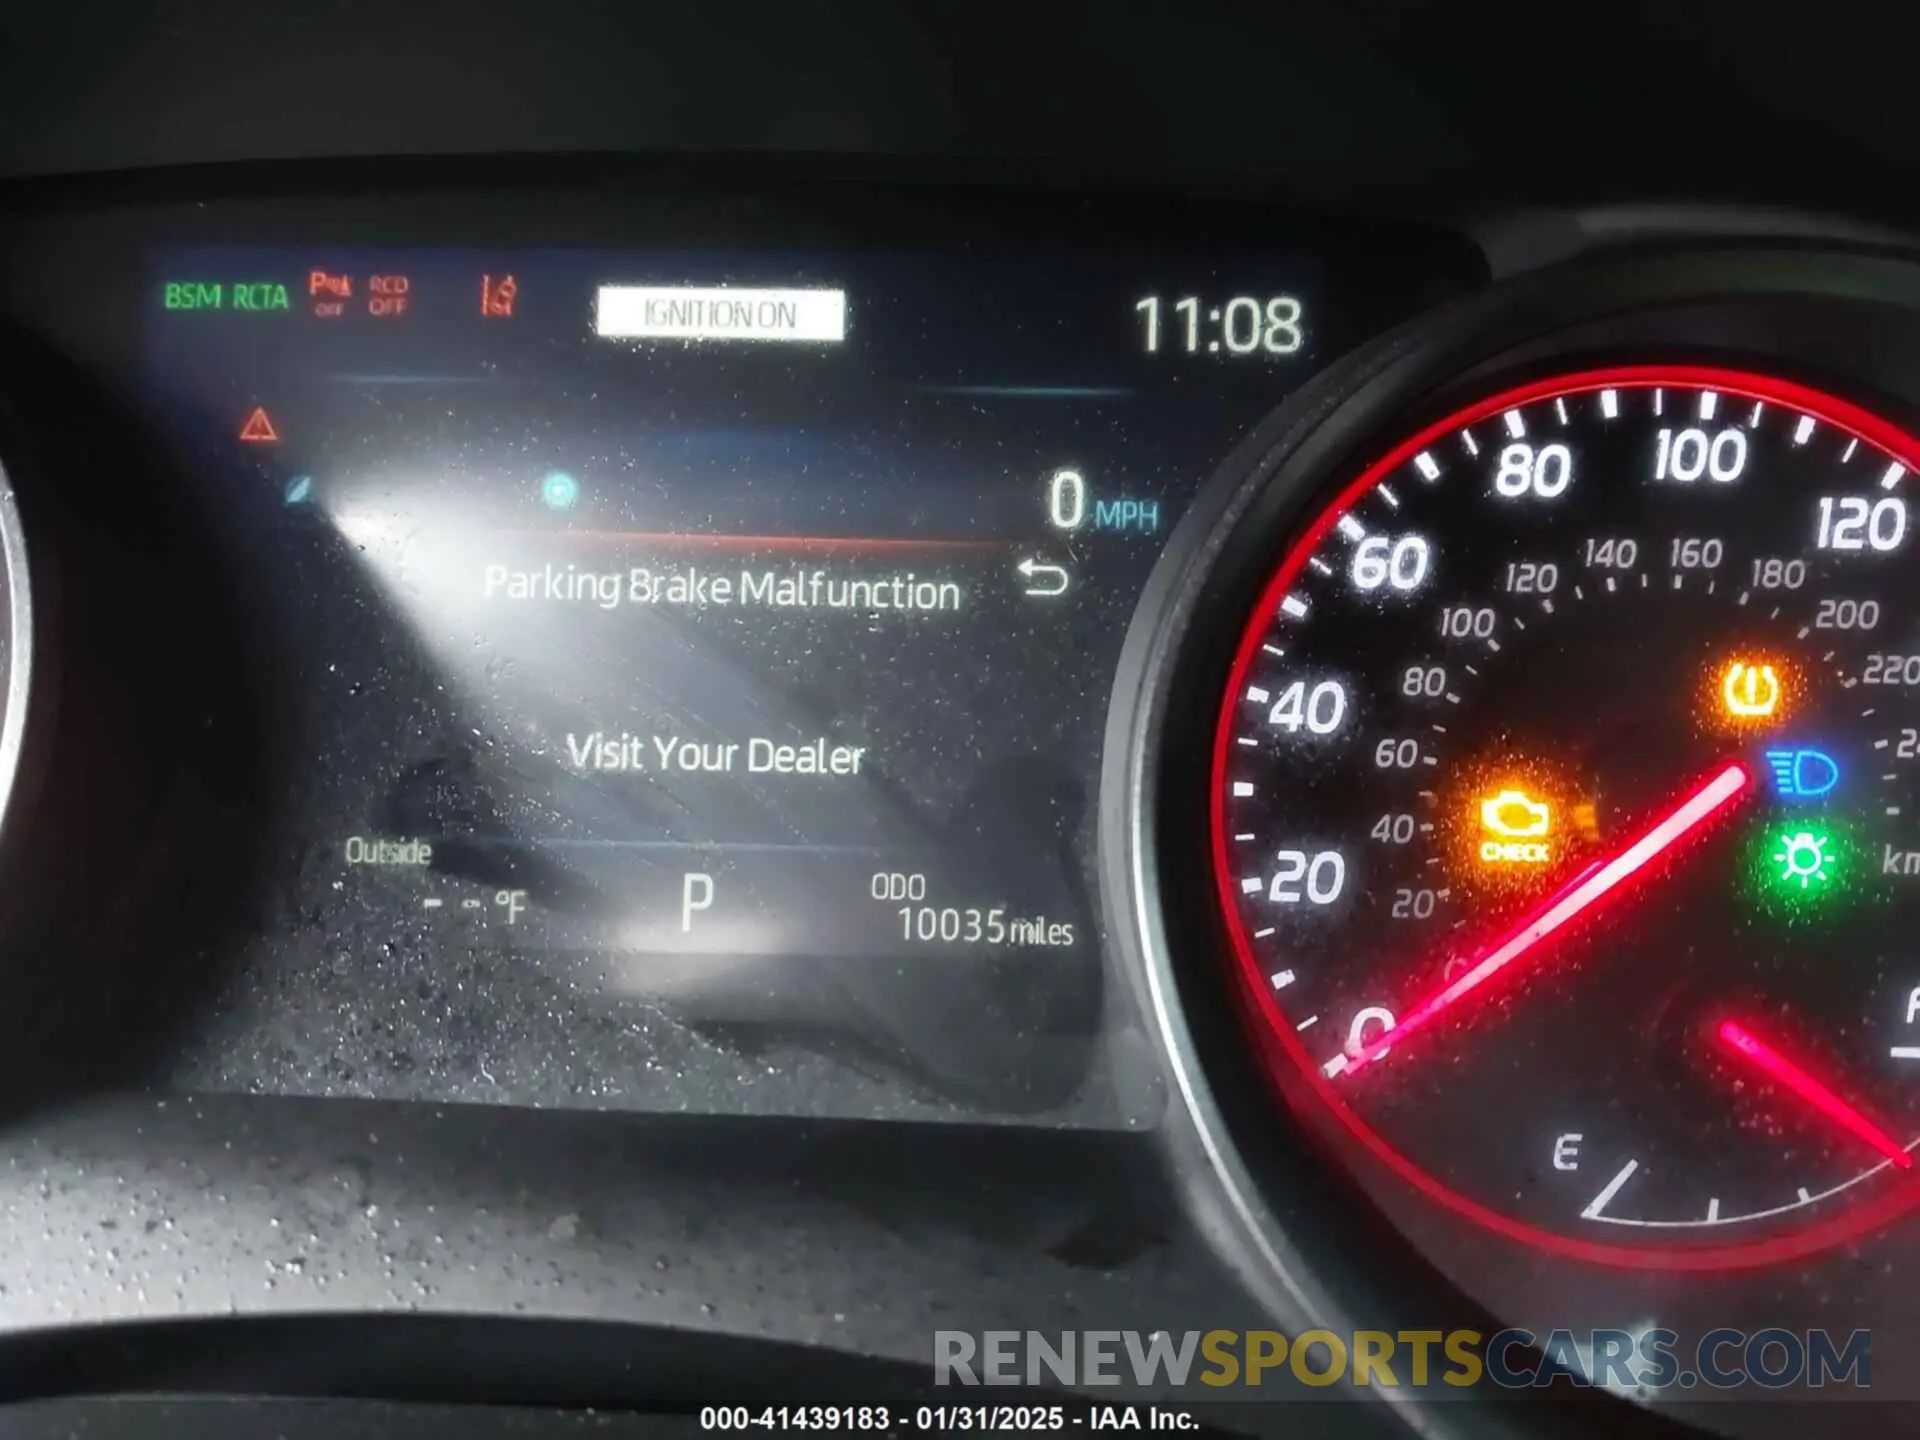 BSM RCTA P OFF RCD OFF IGNITION ON 11:08
0 MPH
Parking Brake Malfunction
Visit Your Dealer
Outside
- - °F
P
ODO
10035 miles
0
20
40
60
80
100
120
20
40
60
80
100
120
140
160
180
200
220
CHECK
km
E
RENEWSPORTSCARS.COM
000-41439183 - 01/31/2025 - IAA Inc.